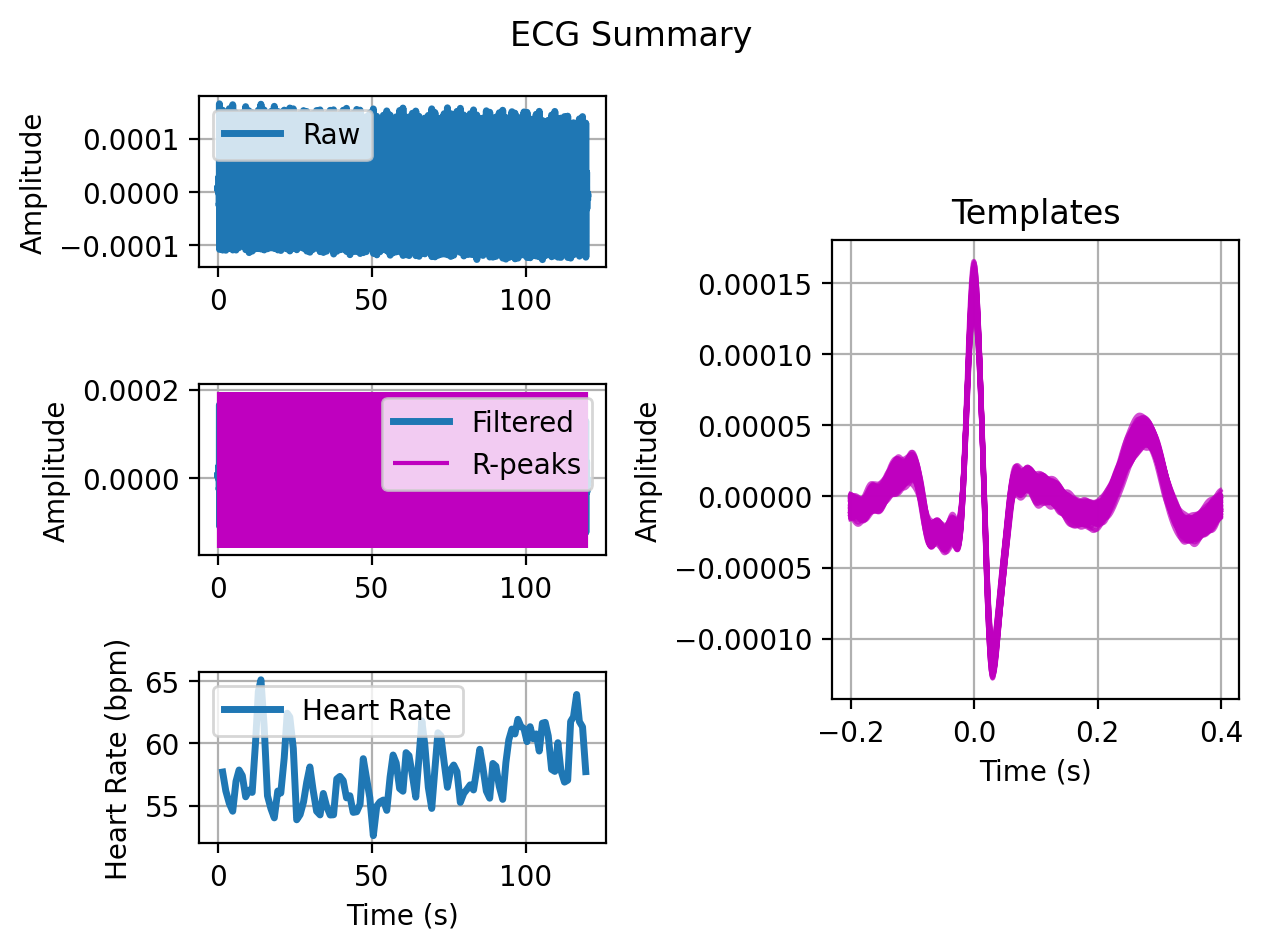 ECG Summary
Amplitude
0.0001
0.0000
−0.0001
Raw
0
50
100
Amplitude
0.0002
0.0000
Filtered
R-peaks
0
50
100
Heart Rate (bpm)
65
60
55
Heart Rate
0
50
100
Time (s)
Templates
Amplitude
0.00015
0.00010
0.00005
0.00000
−0.00005
−0.00010
−0.2
0.0
0.2
0.4
Time (s)